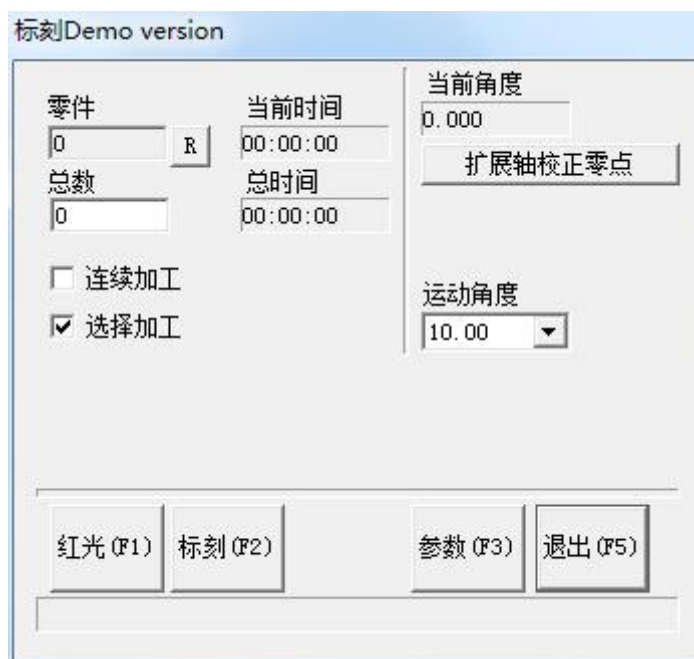 标刻Demo version
零件
0
R
当前时间
00:00:00
总数
0
总时间
00:00:00
连续加工
选择加工
当前角度
0.000
扩展轴校正零点
运动角度
10.00
红光(F1)
标刻(F2)
参数(F3)
退出(F5)